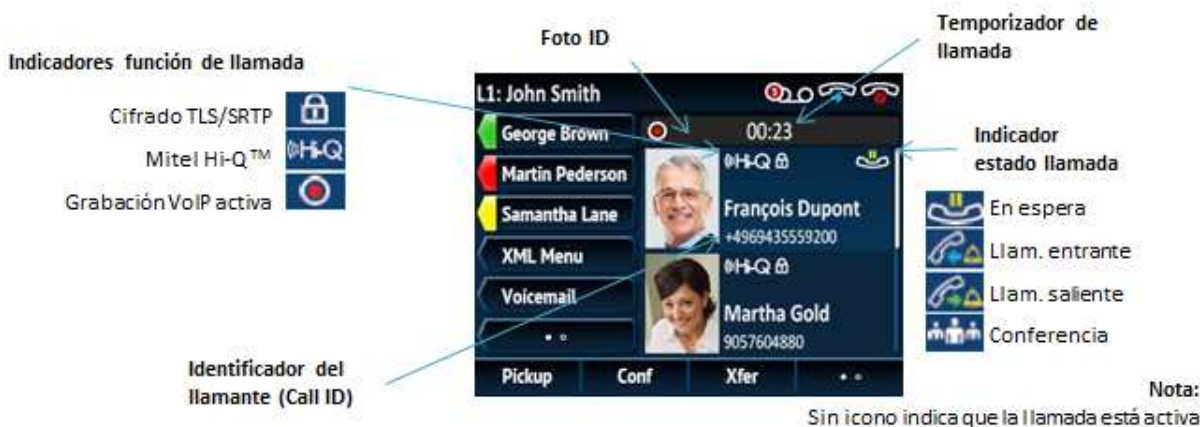 Indicadores función de llamada
Cifrado TLS/SRTP
Mitel Hi-Q™
Hi-Q
Grabación VoIP activa
Foto ID
Temporizador de
llamada
L1: John Smith
George Brown
Martin Pederson
Samantha Lane
XML Menu
Voicemail
00:23
Hi-Q
François Dupont
+4969435559200
Hi-Q
Martha Gold
9057604880
Pickup
Conf
Xfer
Indicador
estado llamada
En espera
Llam. entrante
Llam. saliente
Conferencia
Identificador del
llamante (Call ID)
Nota:
Sin icono indica que la llamada está activa